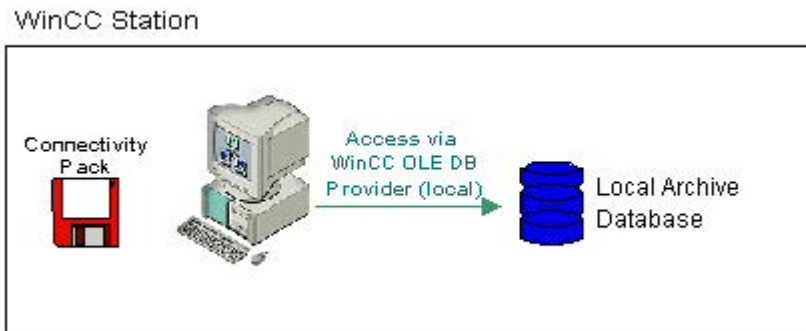 WinCC Station
Connectivity
Pack
Access via
WinCC OLE DB
Provider (local)
Local Archive
Database